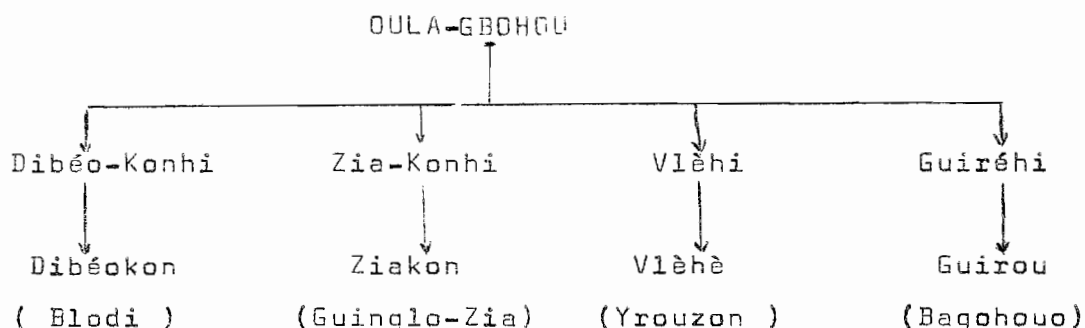 OULA-GBOHOU
Dibéo-Konhi Zia-Konhi Vlèhi Guiréhi
Dibéokon Ziakon Vlèhè Guirou
( Blodi ) (Guinglo-Zia) (Yrouzon ) (Bagohouo)